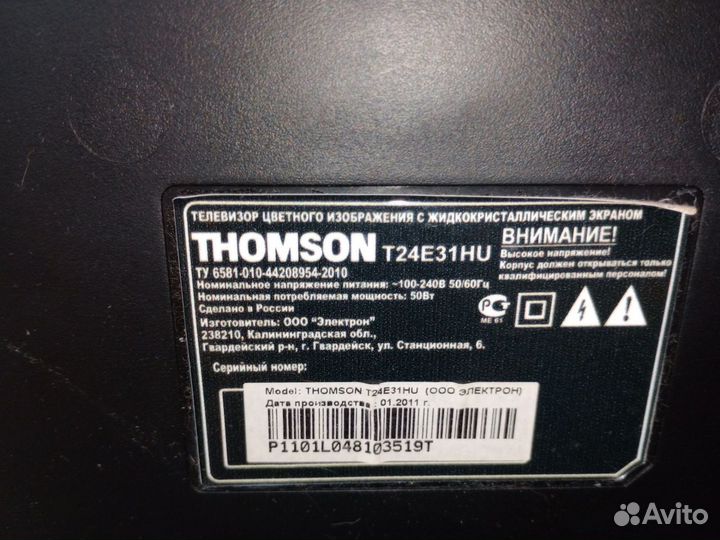 ТЕЛЕВИЗОР ЦВЕТНОГО ИЗОБРАЖЕНИЯ С ЖИДКОКРИСТАЛЛИЧЕСКИМ ЭКРАНОМ
THOMSON T24E31HU
ВНИМАНИЕ!
Высокое напряжение!
Корпус должен открываться только
квалифицированным персоналом!
ТУ 6581-010-44208954-2010
Номинальное напряжение питания: ~100-240В 50/60Гц
Номинальная потребляемая мощность: 50Вт
Сделано в России
Изготовитель: ООО "Электрон"
238210, Калининградская обл.,
Гвардейский р-н, г. Гвардейск, ул. Станционная, 6.
РС
МЕ 61
Серийный номер:
Model: THOMSON T24E31HU (ООО ЭЛЕКТРОН)
Дата производства : 01.2011 г.
P1101L048103519T
Avito